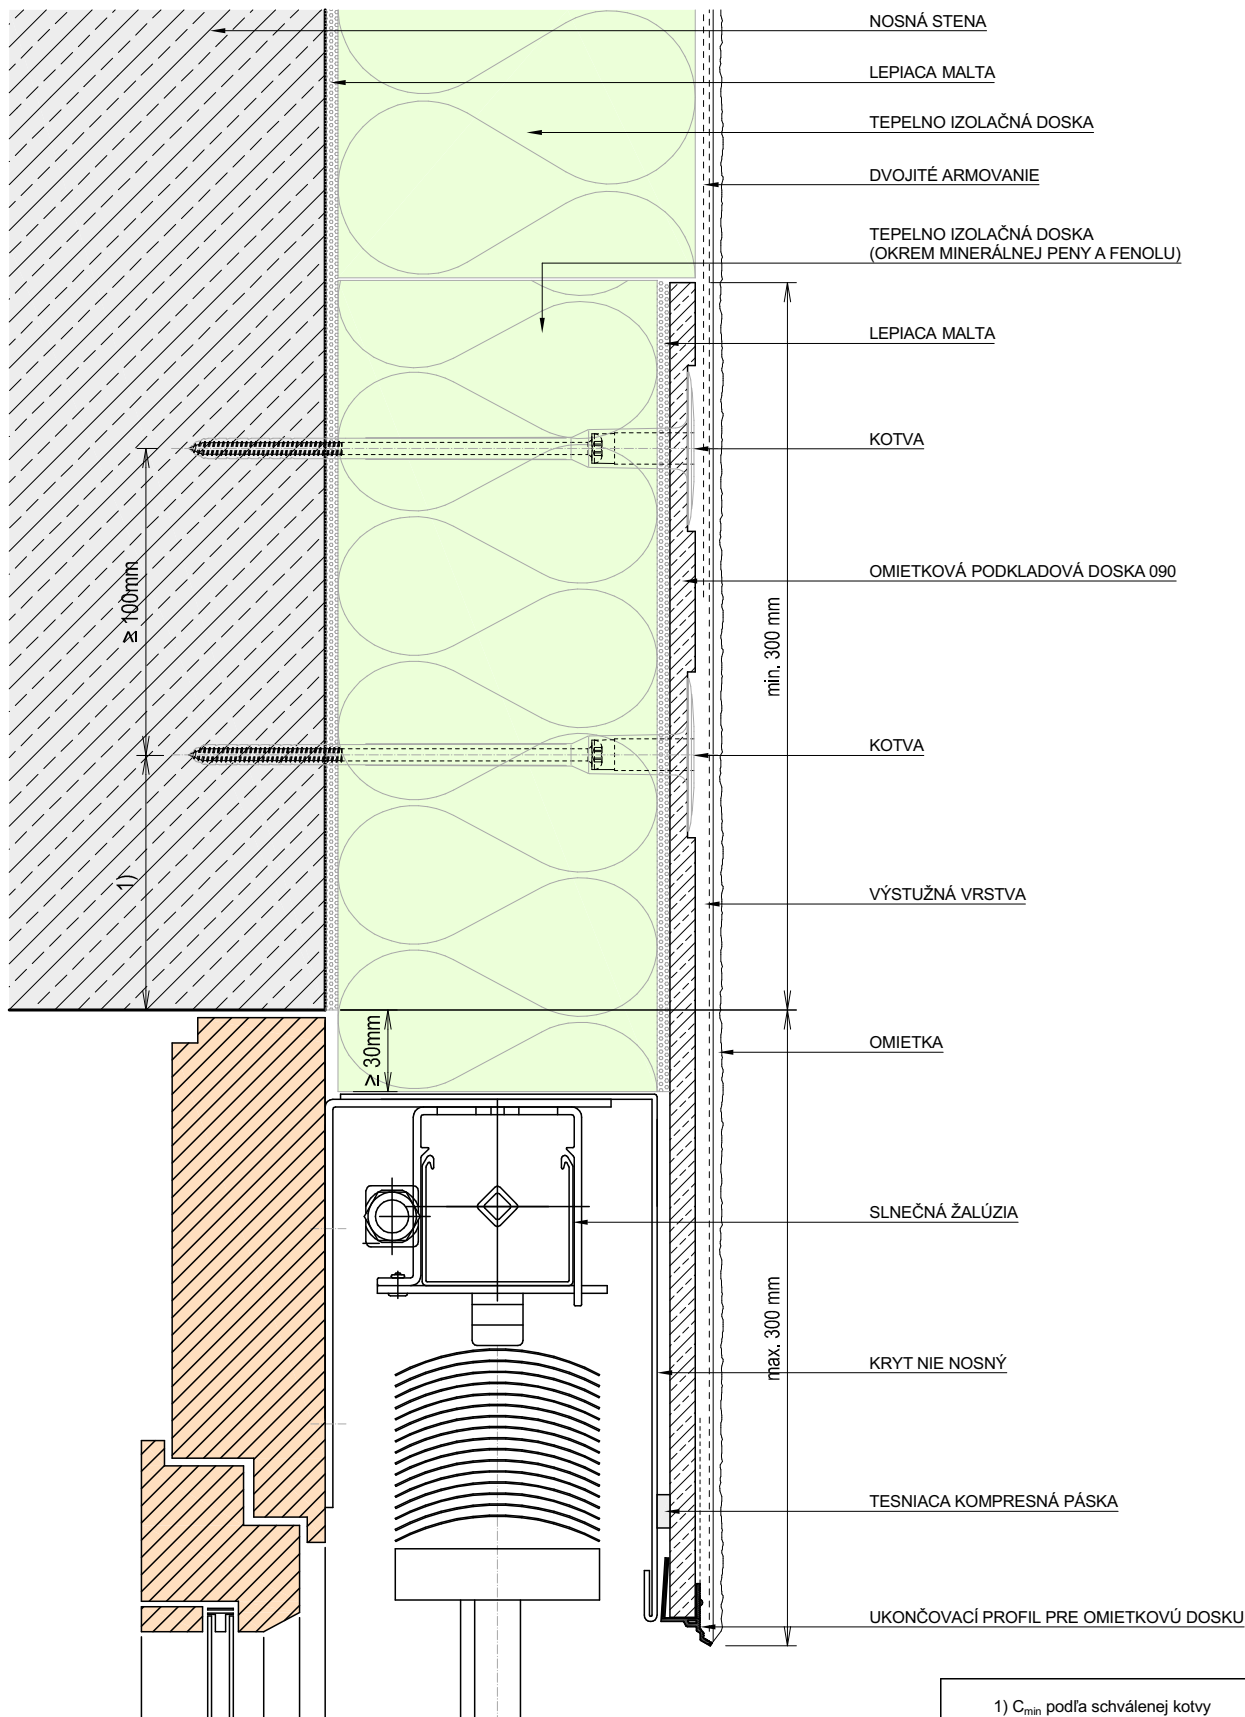 NOSNÁ STENA
LEPIACA MALTA
TEPELNO IZOLAČNÁ DOSKA
DVOJITÉ ARMOVANIE
TEPELNO IZOLAČNÁ DOSKA
(OKREM MINERÁLNEJ PENY A FENOLU)
LEPIACA MALTA
KOTVA
≥ 100mm
OMIETKOVÁ PODKLADOVÁ DOSKA 090
min. 300 mm
KOTVA
1)
VÝSTUŽNÁ VRSTVA
≥ 30mm
OMIETKA
SLNEČNÁ ŽALÚZIA
max. 300 mm
KRYT NIE NOSNÝ
TESNIACA KOMPRESNÁ PÁSKA
UKONČOVACÍ PROFIL PRE OMIETKOVÚ DOSKU
1) Cmin podľa schválenej kotvy